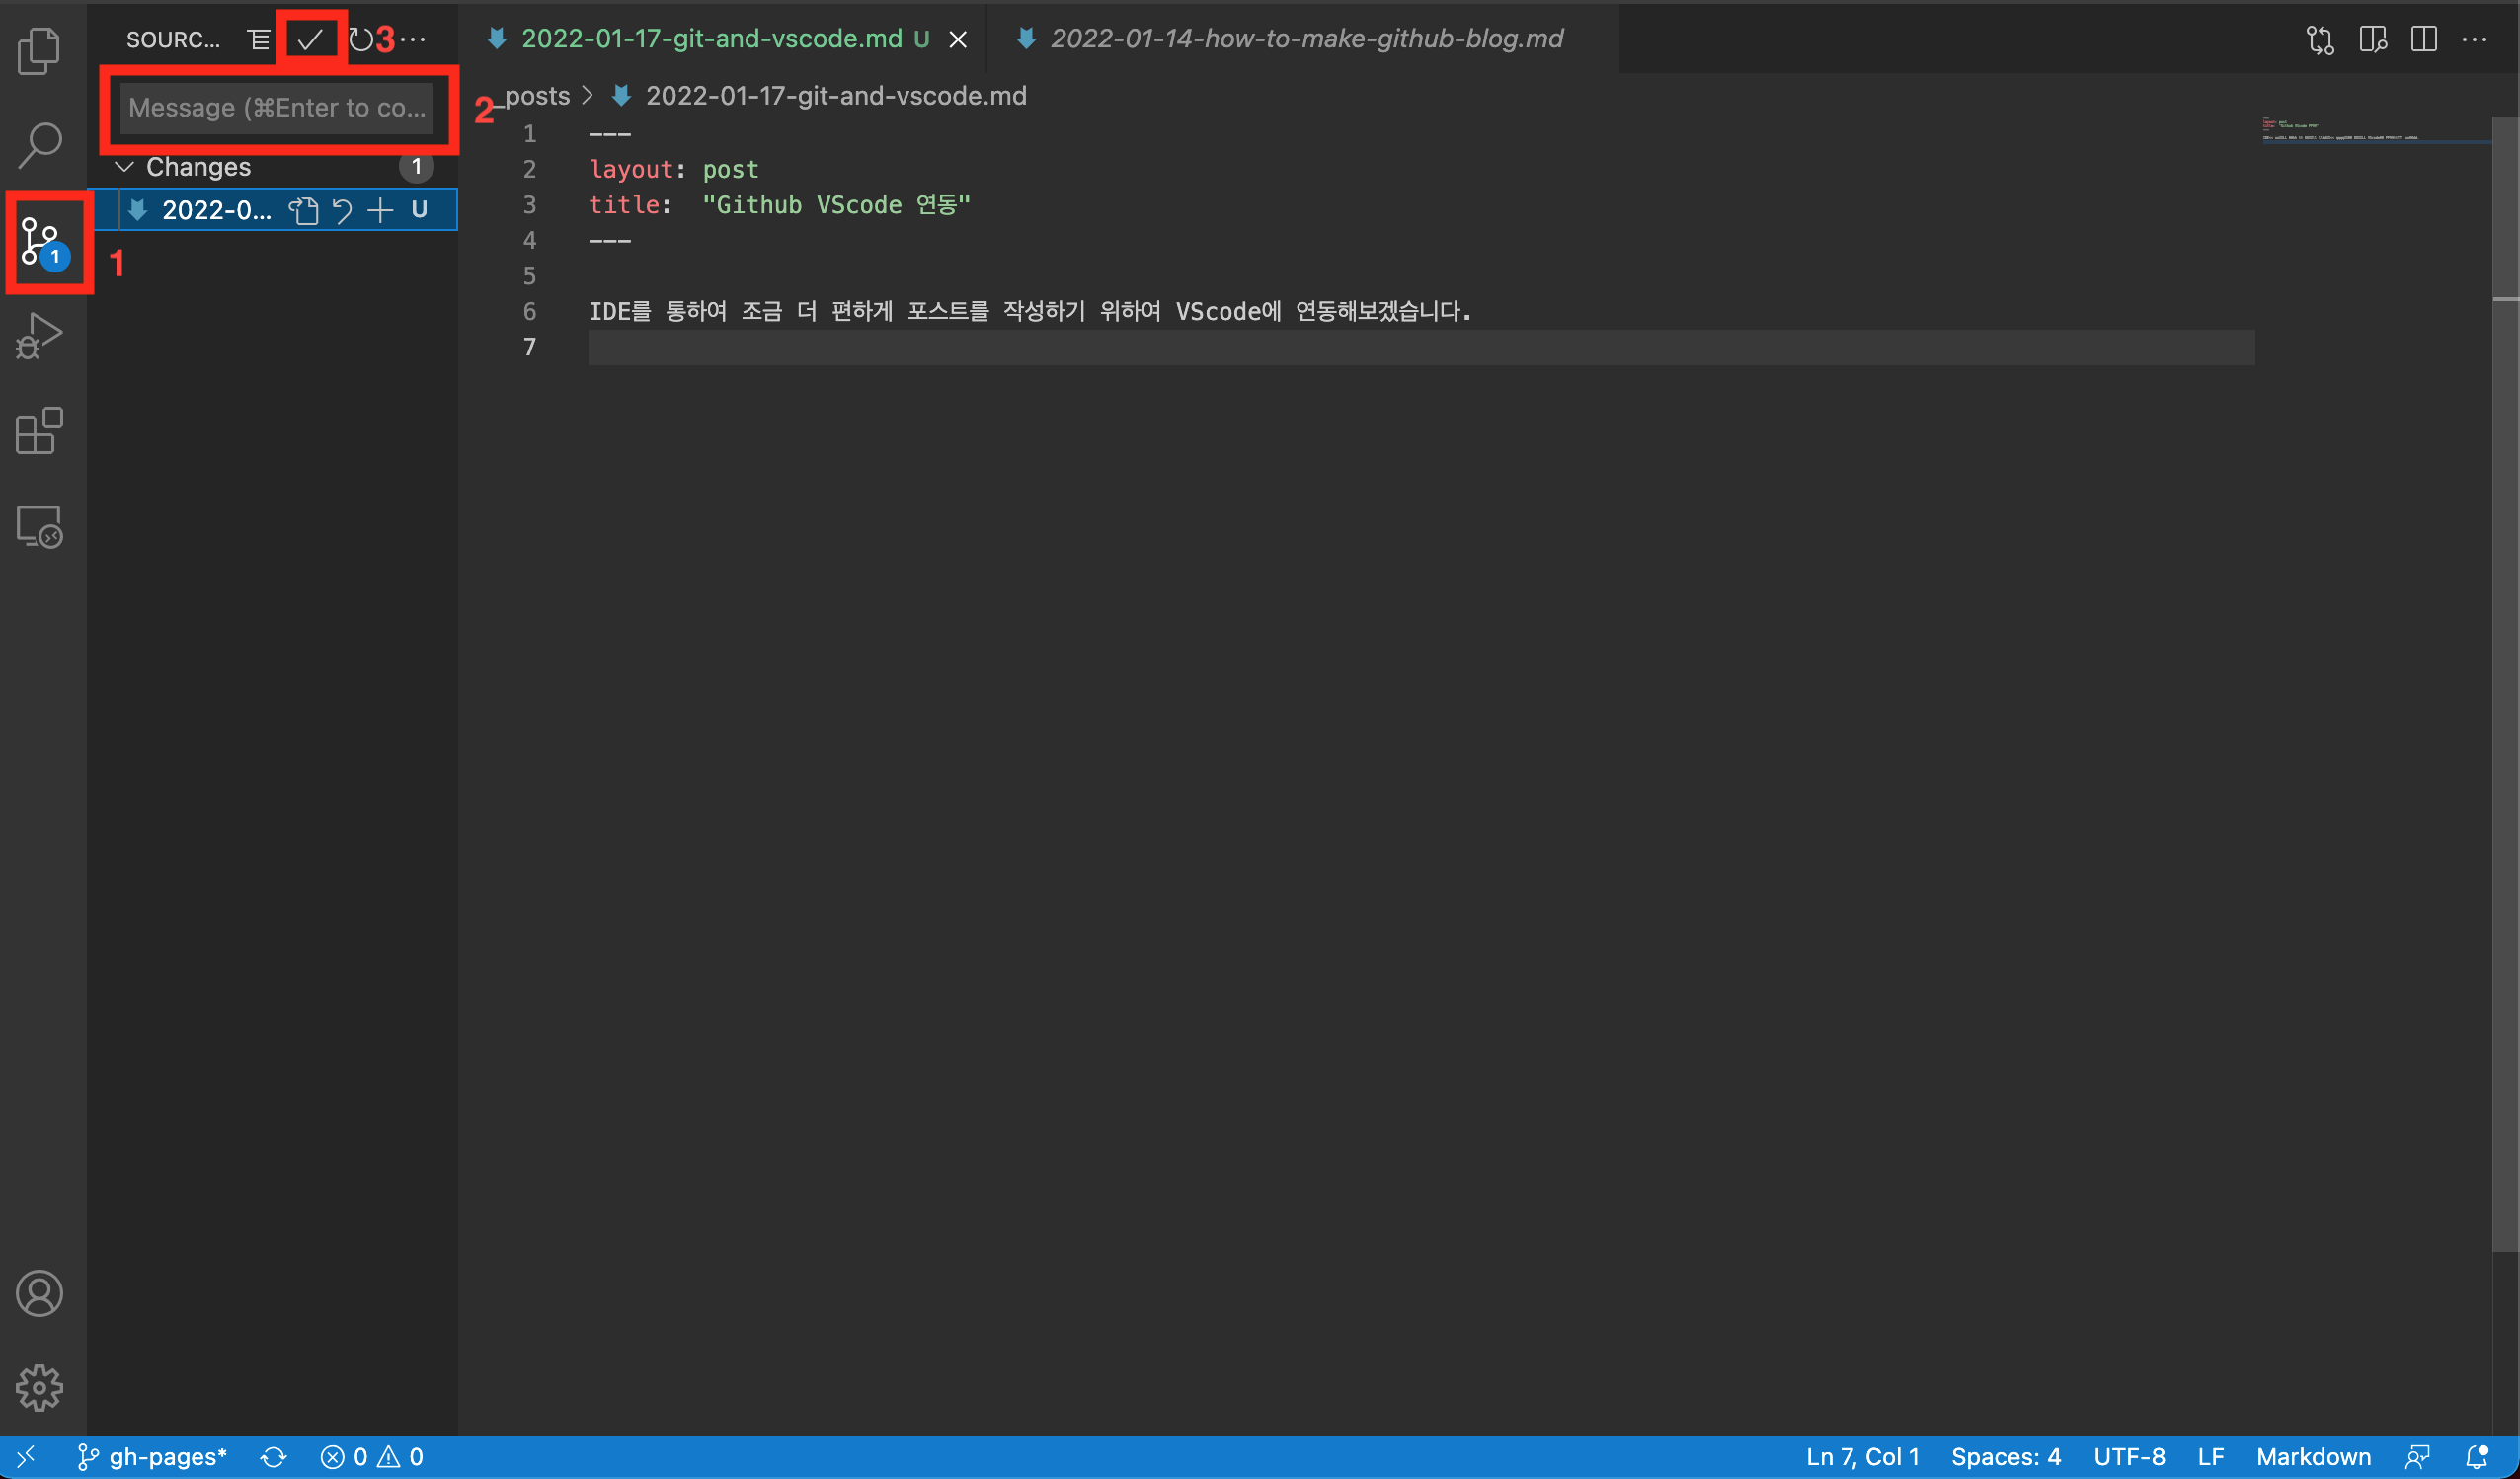 SOURC... 3
2022-01-17-git-and-vscode.md U
2022-01-14-how-to-make-github-blog.md
Message (⌘Enter to co...
2
_posts > 2022-01-17-git-and-vscode.md
Changes 1
2022-0... U
1
1
1 ---
2 layout: post
3 title:  "Github VScode 연동"
4 ---
5
6 IDE를 통하여 조금 더 편하게 포스트를 작성하기 위하여 VScode에 연동해보겠습니다.
7
gh-pages* 0 0 Ln 7, Col 1 Spaces: 4 UTF-8 LF Markdown